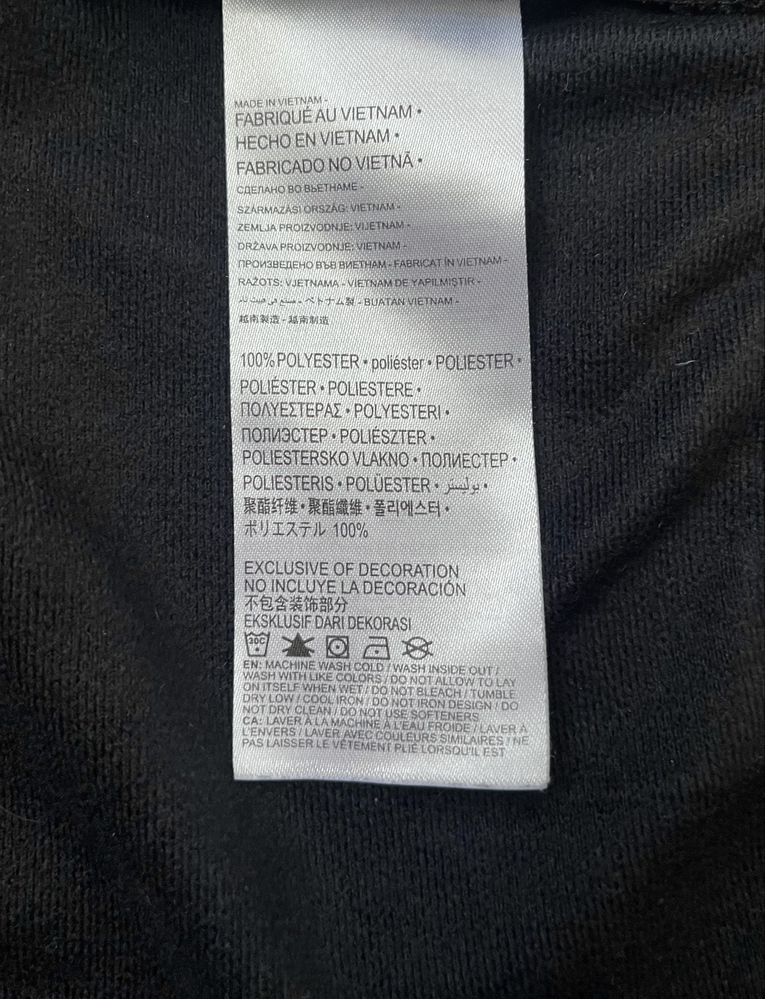 MADE IN VIETNAM -
FABRIQUÉ AU VIETNAM •
HECHO EN VIETNAM •
FABRICADO NO VIETNÃ •
СДЕЛАНО ВО ВЬЕТНАМЕ -
SZÁRMAZÁSI ORSZÁG: VIETNAM -
ZEMLJA PROIZVODNJE: VIJETNAM -
DRŽAVA PROIZVODNJE: VIETNAM -
ПРОИЗВЕДЕНО ВЪВ ВИЕТНАМ - FABRICAT ÎN VIETNAM -
RAŽOTS: VJETNAMA - VIETNAM DE YAPILMIŞTIR -
صنع في فيت نام - ベトナム製 - BUATAN VIETNAM -
越南製造 - 越南制造
100% POLYESTER • poliéster • POLIESTER •
POLIÉSTER • POLIESTERE •
ΠΟΛΥΕΣΤΕΡΑΣ • POLYESTERI •
ПОЛИЭСТЕР • POLIÉSZTER •
POLIESTERSKO VLAKNO • ПОЛИЕСТЕР •
POLIESTERIS • POLÜESTER • بوليستر •
聚酯纤维 • 聚酯纖維 • 폴리에스터 •
ポリエステル 100%
EXCLUSIVE OF DECORATION
NO INCLUYE LA DECORACIÓN
不包含装饰部分
EKSKLUSIF DARI DEKORASI
30C
EN: MACHINE WASH COLD / WASH INSIDE OUT /
WASH WITH LIKE COLORS / DO NOT ALLOW TO LAY
ON ITSELF WHEN WET / DO NOT BLEACH / TUMBLE
DRY LOW / COOL IRON / DO NOT IRON DESIGN / DO
NOT DRY CLEAN / DO NOT USE SOFTENERS
CA: LAVER À LA MACHINE À L'EAU FROIDE / LAVER À
L'ENVERS / LAVER AVEC COULEURS SIMILAIRES / NE
PAS LAISSER LE VÊTEMENT PLIÉ LORSQU'IL EST